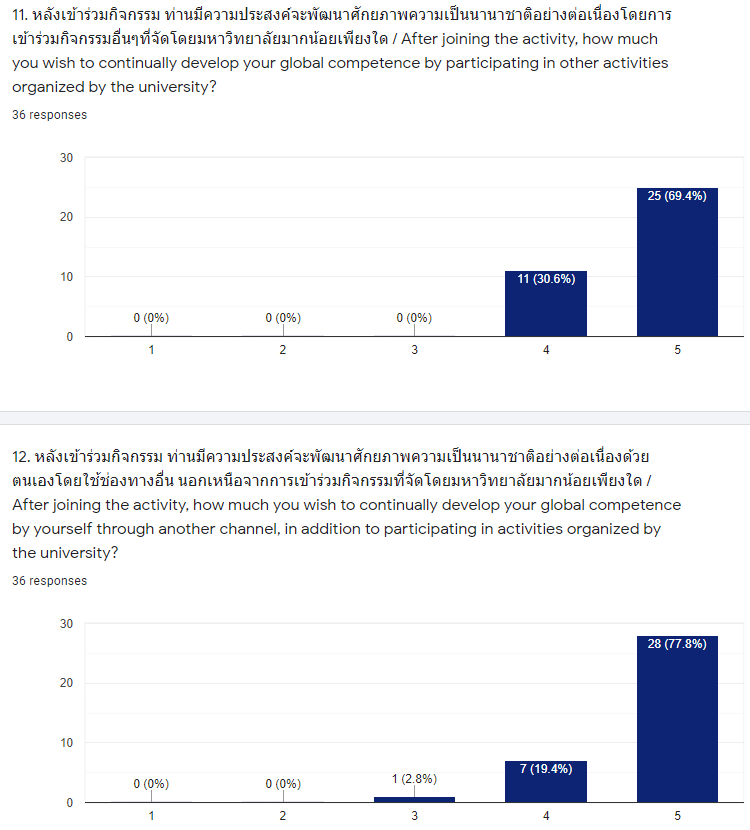 11. หลังเข้าร่วมกิจกรรม ท่านมีความประสงค์จะพัฒนาศักยภาพความเป็นนานาชาติอย่างต่อเนื่องโดยการ
เข้าร่วมกิจกรรมอื่นๆที่จัดโดยมหาวิทยาลัยมากน้อยเพียงใด / After joining the activity, how much
you wish to continually develop your global competence by participating in other activities
organized by the university?
36 responses
30
20
10
0
0 (0%)
0 (0%)
0 (0%)
11 (30.6%)
25 (69.4%)
1
2
3
4
5
12. หลังเข้าร่วมกิจกรรม ท่านมีความประสงค์จะพัฒนาศักยภาพความเป็นนานาชาติอย่างต่อเนื่องด้วย
ตนเองโดยใช้ช่องทางอื่น นอกเหนือจากการเข้าร่วมกิจกรรมที่จัดโดยมหาวิทยาลัยมากน้อยเพียงใด /
After joining the activity, how much you wish to continually develop your global competence
by yourself through another channel, in addition to participating in activities organized by
the university?
36 responses
30
20
10
0
0 (0%)
0 (0%)
1 (2.8%)
7 (19.4%)
28 (77.8%)
1
2
3
4
5